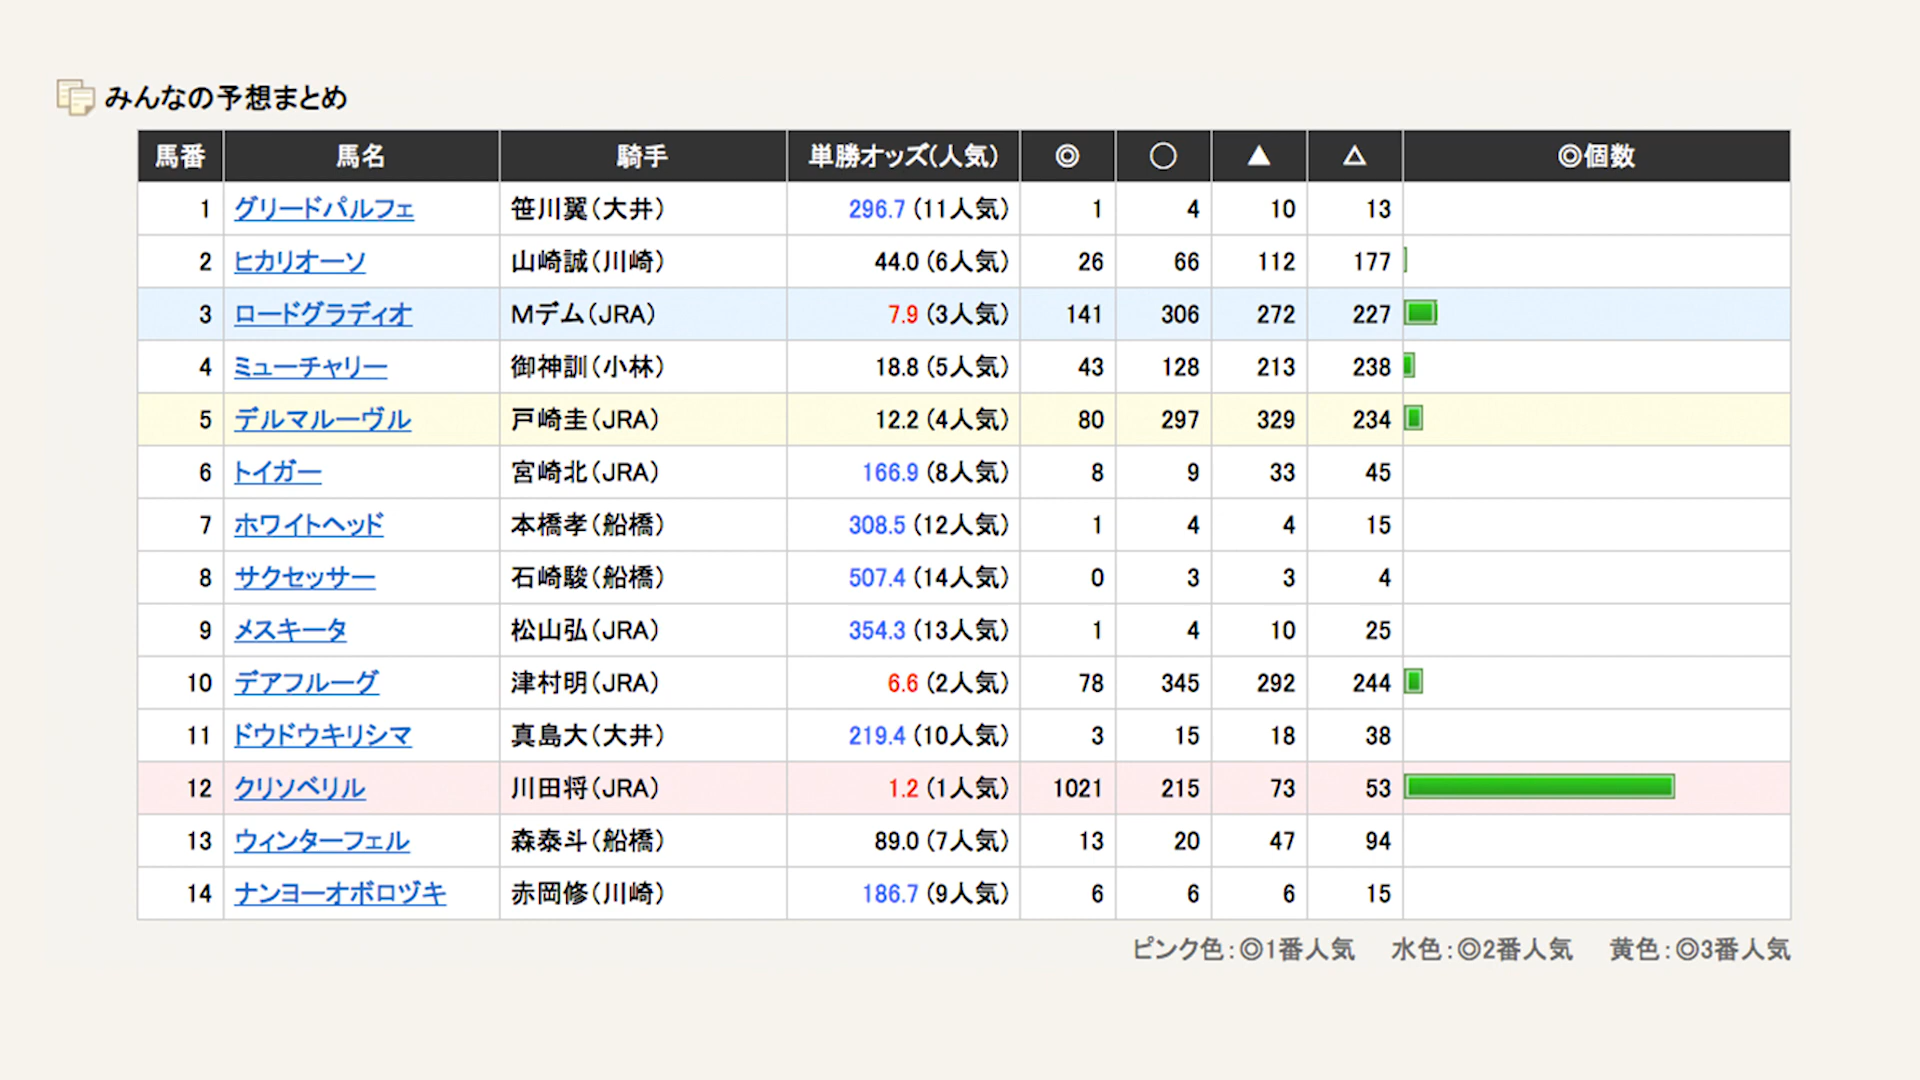 みんなの予想まとめ
馬番 馬名 騎手 単勝オッズ(人気) ◎ ○ ▲ △ ◎個数
1 グリードパルフェ 笹川翼(大井) 296.7 (11人気) 1 4 10 13
2 ヒカリオーソ 山崎誠(川崎) 44.0 (6人気) 26 66 112 177
3 ロードグラディオ Mデム(JRA) 7.9 (3人気) 141 306 272 227
4 ミューチャリー 御神訓(小林) 18.8 (5人気) 43 128 213 238
5 デルマルーヴル 戸崎圭(JRA) 12.2 (4人気) 80 297 329 234
6 トイガー 宮崎北(JRA) 166.9 (8人気) 8 9 33 45
7 ホワイトヘッド 本橋孝(船橋) 308.5 (12人気) 1 4 4 15
8 サクセッサー 石崎駿(船橋) 507.4 (14人気) 0 3 3 4
9 メスキータ 松山弘(JRA) 354.3 (13人気) 1 4 10 25
10 デアフルーグ 津村明(JRA) 6.6 (2人気) 78 345 292 244
11 ドウドウキリシマ 真島大(大井) 219.4 (10人気) 3 15 18 38
12 クリソベリル 川田将(JRA) 1.2 (1人気) 1021 215 73 53
13 ウィンターフェル 森泰斗(船橋) 89.0 (7人気) 13 20 47 94
14 ナンヨーオボロヅキ 赤岡修(川崎) 186.7 (9人気) 6 6 6 15
ピンク色:◎1番人気 水色:◎2番人気 黄色:◎3番人気